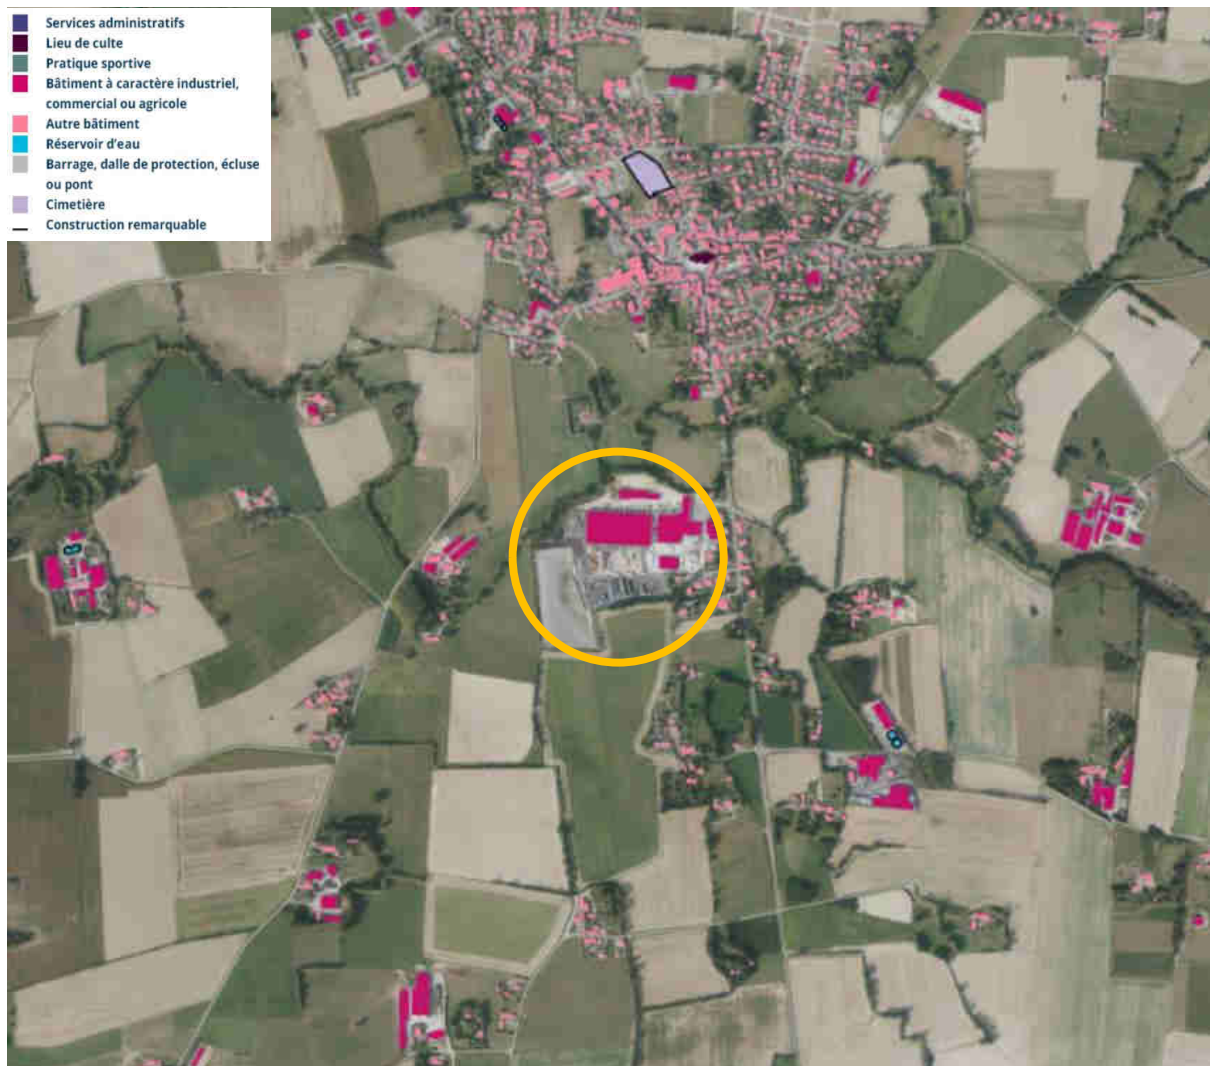 Services administratifs
Lieu de culte
Pratique sportive
Bâtiment à caractère industriel,
commercial ou agricole
Autre bâtiment
Réservoir d'eau
Barrage, dalle de protection, écluse
ou pont
Cimetière
Construction remarquable